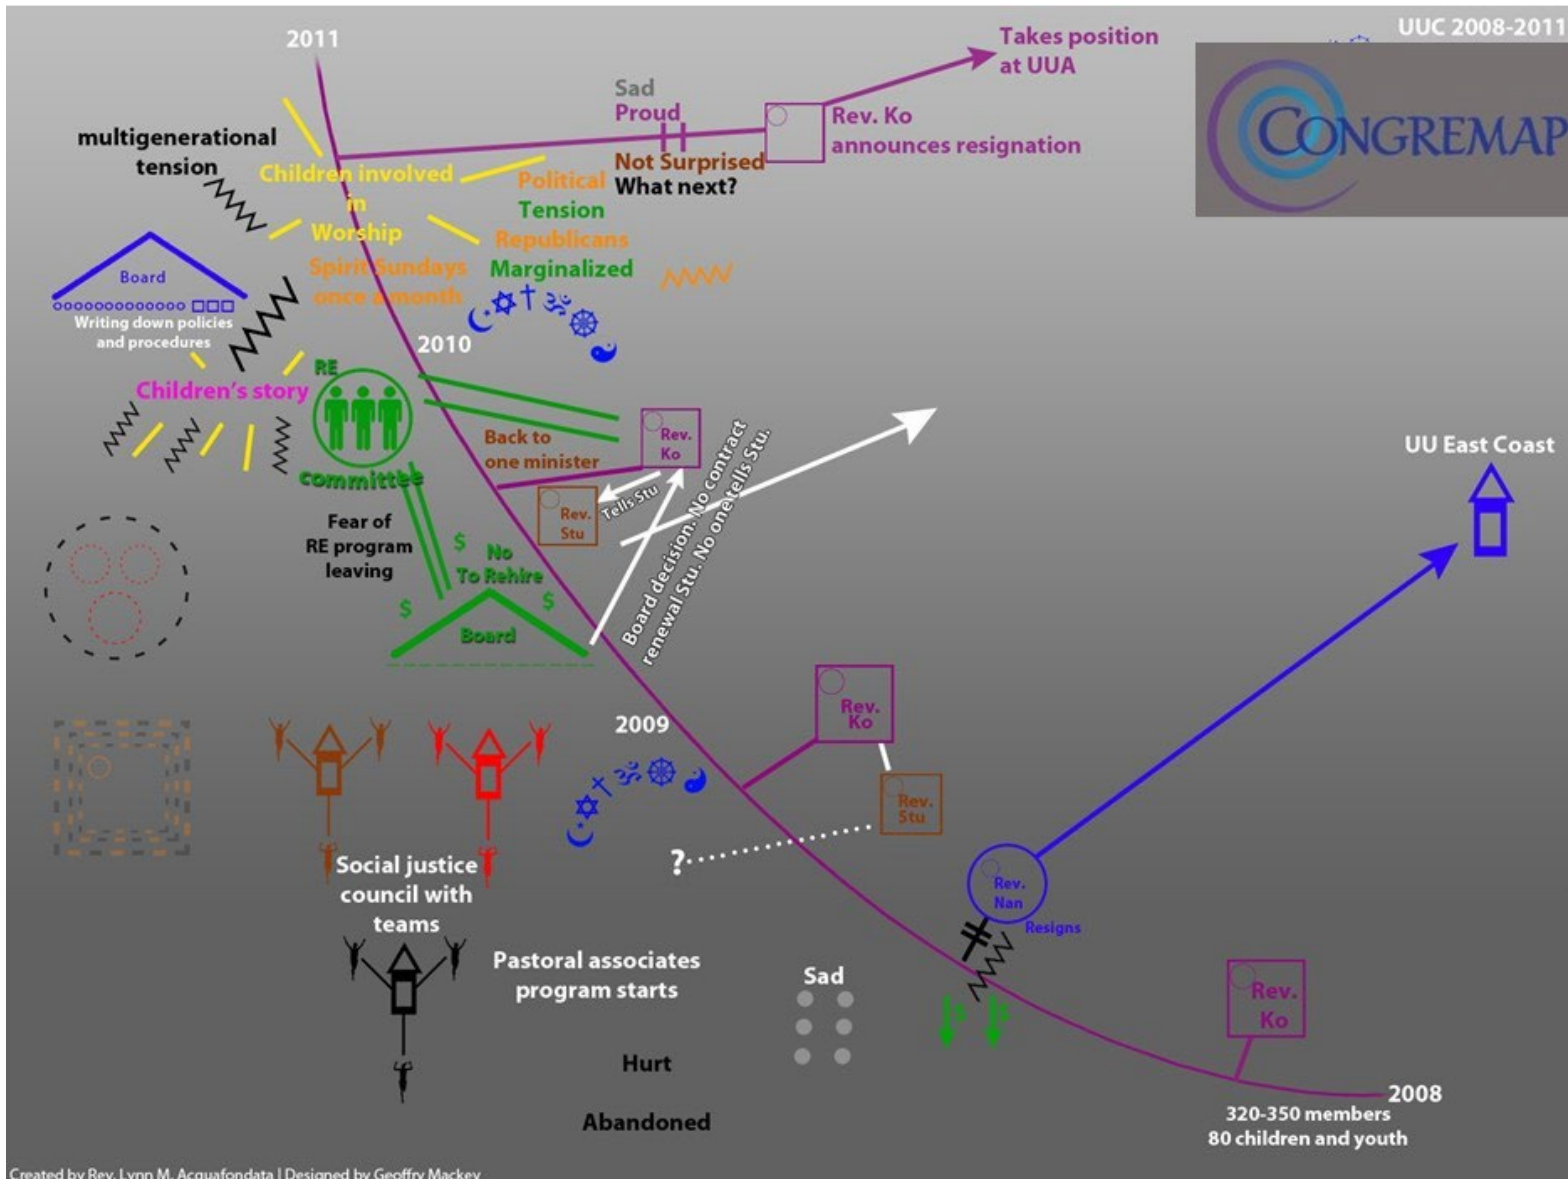 UUC 2008-2011
CONGREMAP
2011
Takes position
at UUA
Sad
Proud
Rev. Ko
announces resignation
Not Surprised
What next?
multigenerational
tension
Children involved
in
Worship
Political
Tension
Republicans
Marginalized
Spirit Sundays
once a month
Board
Writing down policies
and procedures
2010
Children's story
RE
committee
Back to
one minister
Rev.
Ko
Tells Stu
Rev.
Stu
Board decision. No contract
renewal Stu. No one tells Stu.
UU East Coast
Fear of
RE program
leaving
$
No
To Rehire
$
$
Board
2009
Rev.
Ko
Rev.
Stu
?
Rev.
Nan
Resigns
Social justice
council with
teams
Pastoral associates
program starts
Sad
$ $
Hurt
Abandoned
Rev.
Ko
2008
320-350 members
80 children and youth
Created by Rev. Lynn M. Acquafondata | Designed by Geoffry Mackey